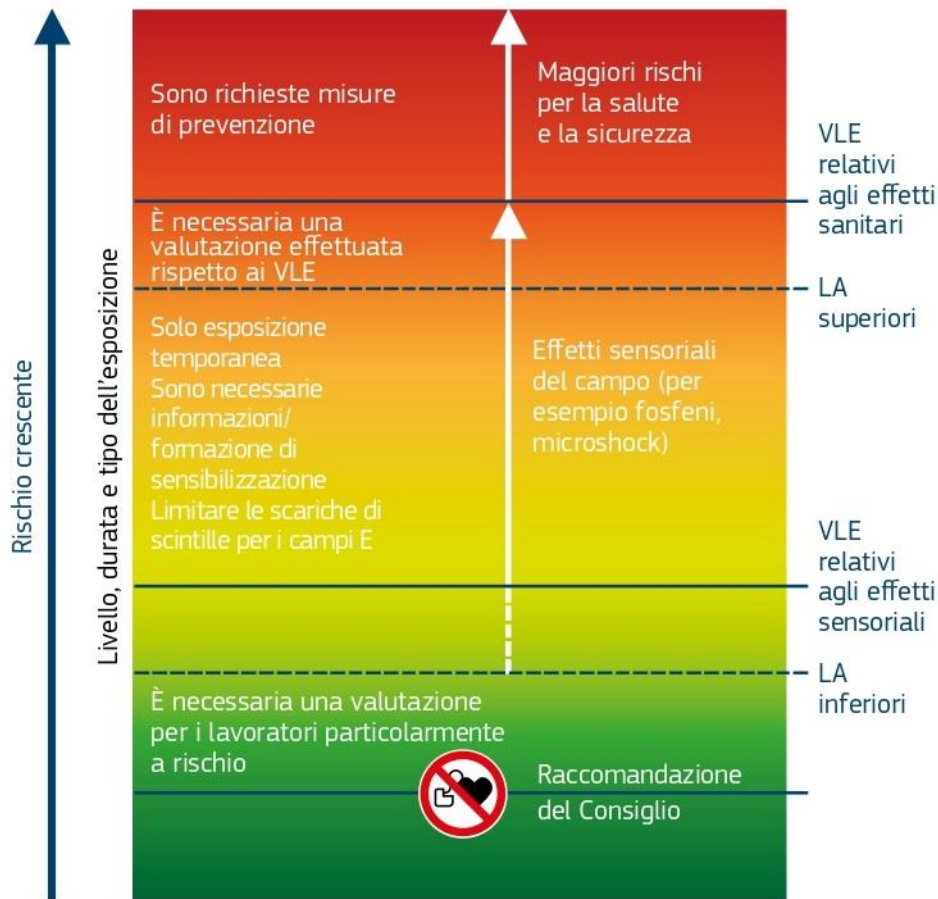 Rischio crescente
Livello, durata e tipo dell'esposizione
Sono richieste misure
di prevenzione
Maggiori rischi
per la salute
e la sicurezza
VLE
relativi
agli effetti
sanitari
È necessaria una
valutazione effettuata
rispetto ai VLE
LA
superiori
Solo esposizione
temporanea
Sono necessarie
informazioni/
formazione di
sensibilizzazione
Limitare le scariche di
scintille per i campi E
Effetti sensoriali
del campo (per
esempio fosfeni,
microshock)
VLE
relativi
agli effetti
sensoriali
LA
inferiori
È necessaria una valutazione
per i lavoratori particolarmente
a rischio
Raccomandazione
del Consiglio